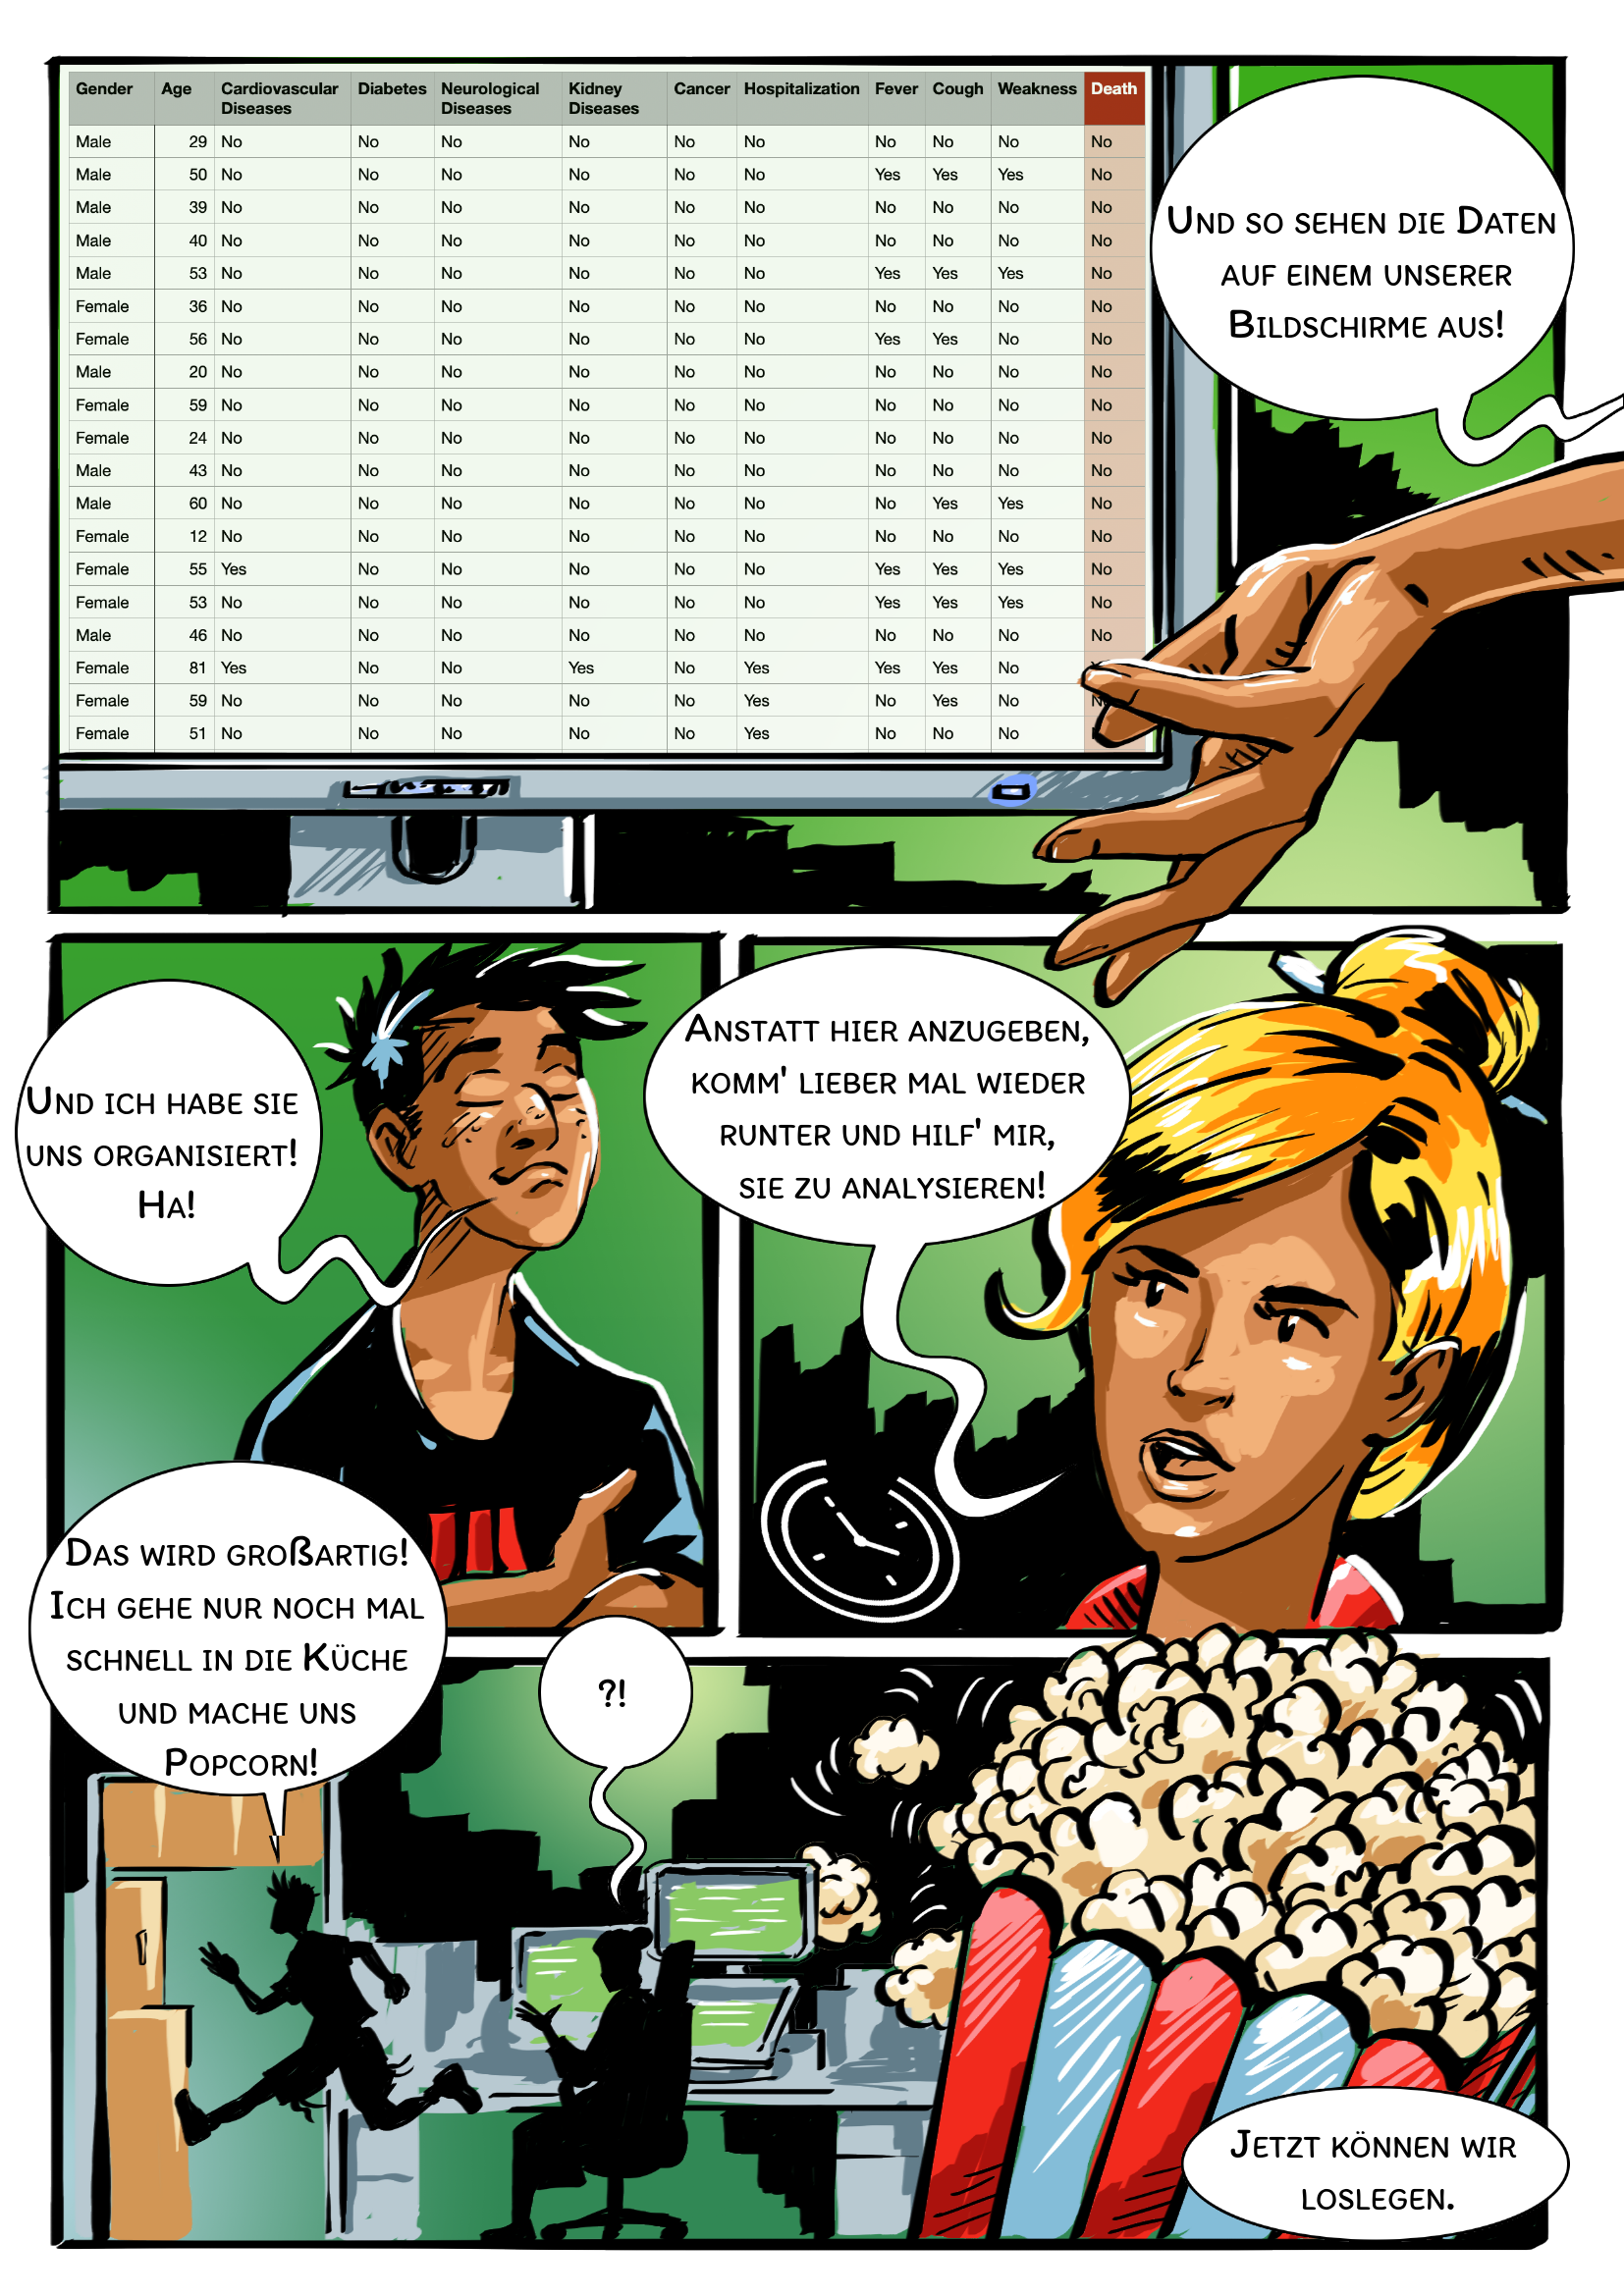 Gender Age Cardiovascular Diseases Diabetes Neurological Diseases Kidney Diseases Cancer Hospitalization Fever Cough Weakness Death
Male 29 No No No No No No No No No No
Male 50 No No No No No No Yes Yes Yes No
Male 39 No No No No No No No No No No
Male 40 No No No No No No No No No No
Male 53 No No No No No No Yes Yes Yes No
Female 36 No No No No No No No No No No
Female 56 No No No No No No Yes Yes No No
Male 20 No No No No No No No No No No
Female 59 No No No No No No No No No No
Female 24 No No No No No No No No No No
Male 43 No No No No No No No No No No
Male 60 No No No No No No No Yes Yes No
Female 12 No No No No No No No No No No
Female 55 Yes No No No No No Yes Yes Yes No
Female 53 No No No No No No Yes Yes Yes No
Male 46 No No No No No No No No No No
Female 81 Yes No No Yes No Yes Yes Yes No
Female 59 No No No No No Yes No Yes No
Female 51 No No No No No Yes No No No
Und so sehen die Daten
auf einem unserer
Bildschirme aus!
Und ich habe sie
uns organisiert!
Ha!
Anstatt hier anzugeben,
komm' lieber mal wieder
runter und hilf' mir,
sie zu analysieren!
Das wird großartig!
Ich gehe nur noch mal
schnell in die Küche
und mache uns
Popcorn!
?!
Jetzt können wir
loslegen.